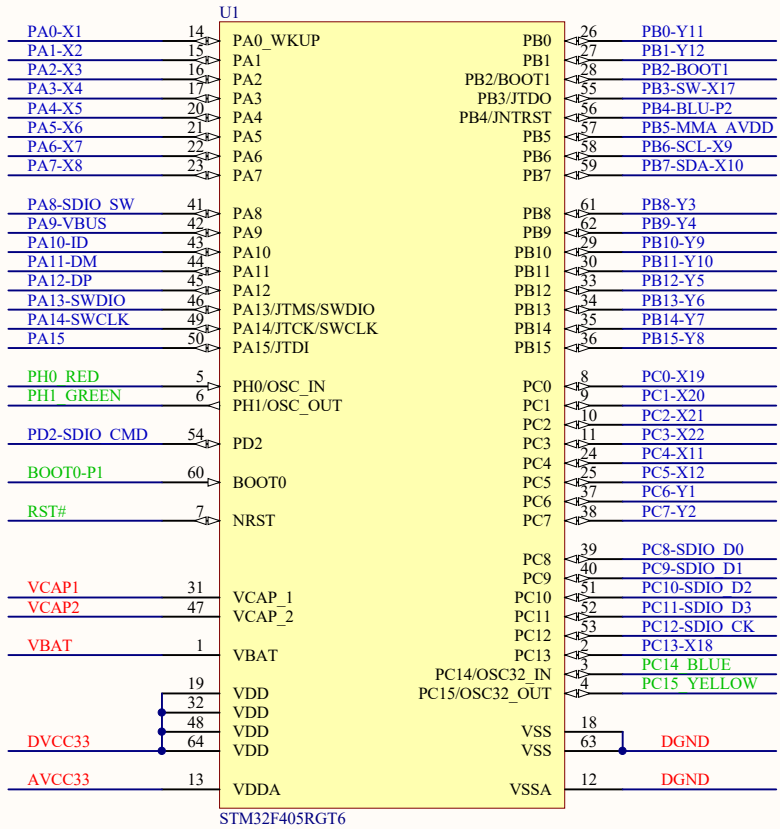 U1
PA0-X1 14 PA0_WKUP PB0 26 PB0-Y11
PA1-X2 15 PA1 PB1 27 PB1-Y12
PA2-X3 16 PA2 PB2/BOOT1 28 PB2-BOOT1
PA3-X4 17 PA3 PB3/JTDO 55 PB3-SW-X17
PA4-X5 20 PA4 PB4/JNTRST 56 PB4-BLU-P2
PA5-X6 21 PA5 PB5 57 PB5-MMA_AVDD
PA6-X7 22 PA6 PB6 58 PB6-SCL-X9
PA7-X8 23 PA7 PB7 59 PB7-SDA-X10
PA8-SDIO_SW 41 PA8 PB8 61 PB8-Y3
PA9-VBUS 42 PA9 PB9 62 PB9-Y4
PA10-ID 43 PA10 PB10 29 PB10-Y9
PA11-DM 44 PA11 PB11 30 PB11-Y10
PA12-DP 45 PA12 PB12 33 PB12-Y5
PA13-SWDIO 46 PA13/JTMS/SWDIO PB13 34 PB13-Y6
PA14-SWCLK 49 PA14/JTCK/SWCLK PB14 35 PB14-Y7
PA15 50 PA15/JTDI PB15 36 PB15-Y8
PH0_RED 5 PH0/OSC_IN PC0 8 PC0-X19
PH1_GREEN 6 PH1/OSC_OUT PC1 9 PC1-X20
PC2 10 PC2-X21
PD2-SDIO_CMD 54 PD2 PC3 11 PC3-X22
PC4 24 PC4-X11
BOOT0-P1 60 BOOT0 PC5 25 PC5-X12
PC6 37 PC6-Y1
RST# 7 NRST PC7 38 PC7-Y2
PC8 39 PC8-SDIO_D0
PC9 40 PC9-SDIO_D1
VCAP1 31 VCAP_1 PC10 51 PC10-SDIO_D2
VCAP2 47 VCAP_2 PC11 52 PC11-SDIO_D3
PC12 53 PC12-SDIO_CK
VBAT 1 VBAT PC13 2 PC13-X18
PC14/OSC32_IN 3 PC14_BLUE
19 VDD PC15/OSC32_OUT 4 PC15_YELLOW
32 VDD
48 VDD VSS 18
DVCC33 64 VDD VSS 63 DGND
AVCC33 13 VDDA VSSA 12 DGND
STM32F405RGT6